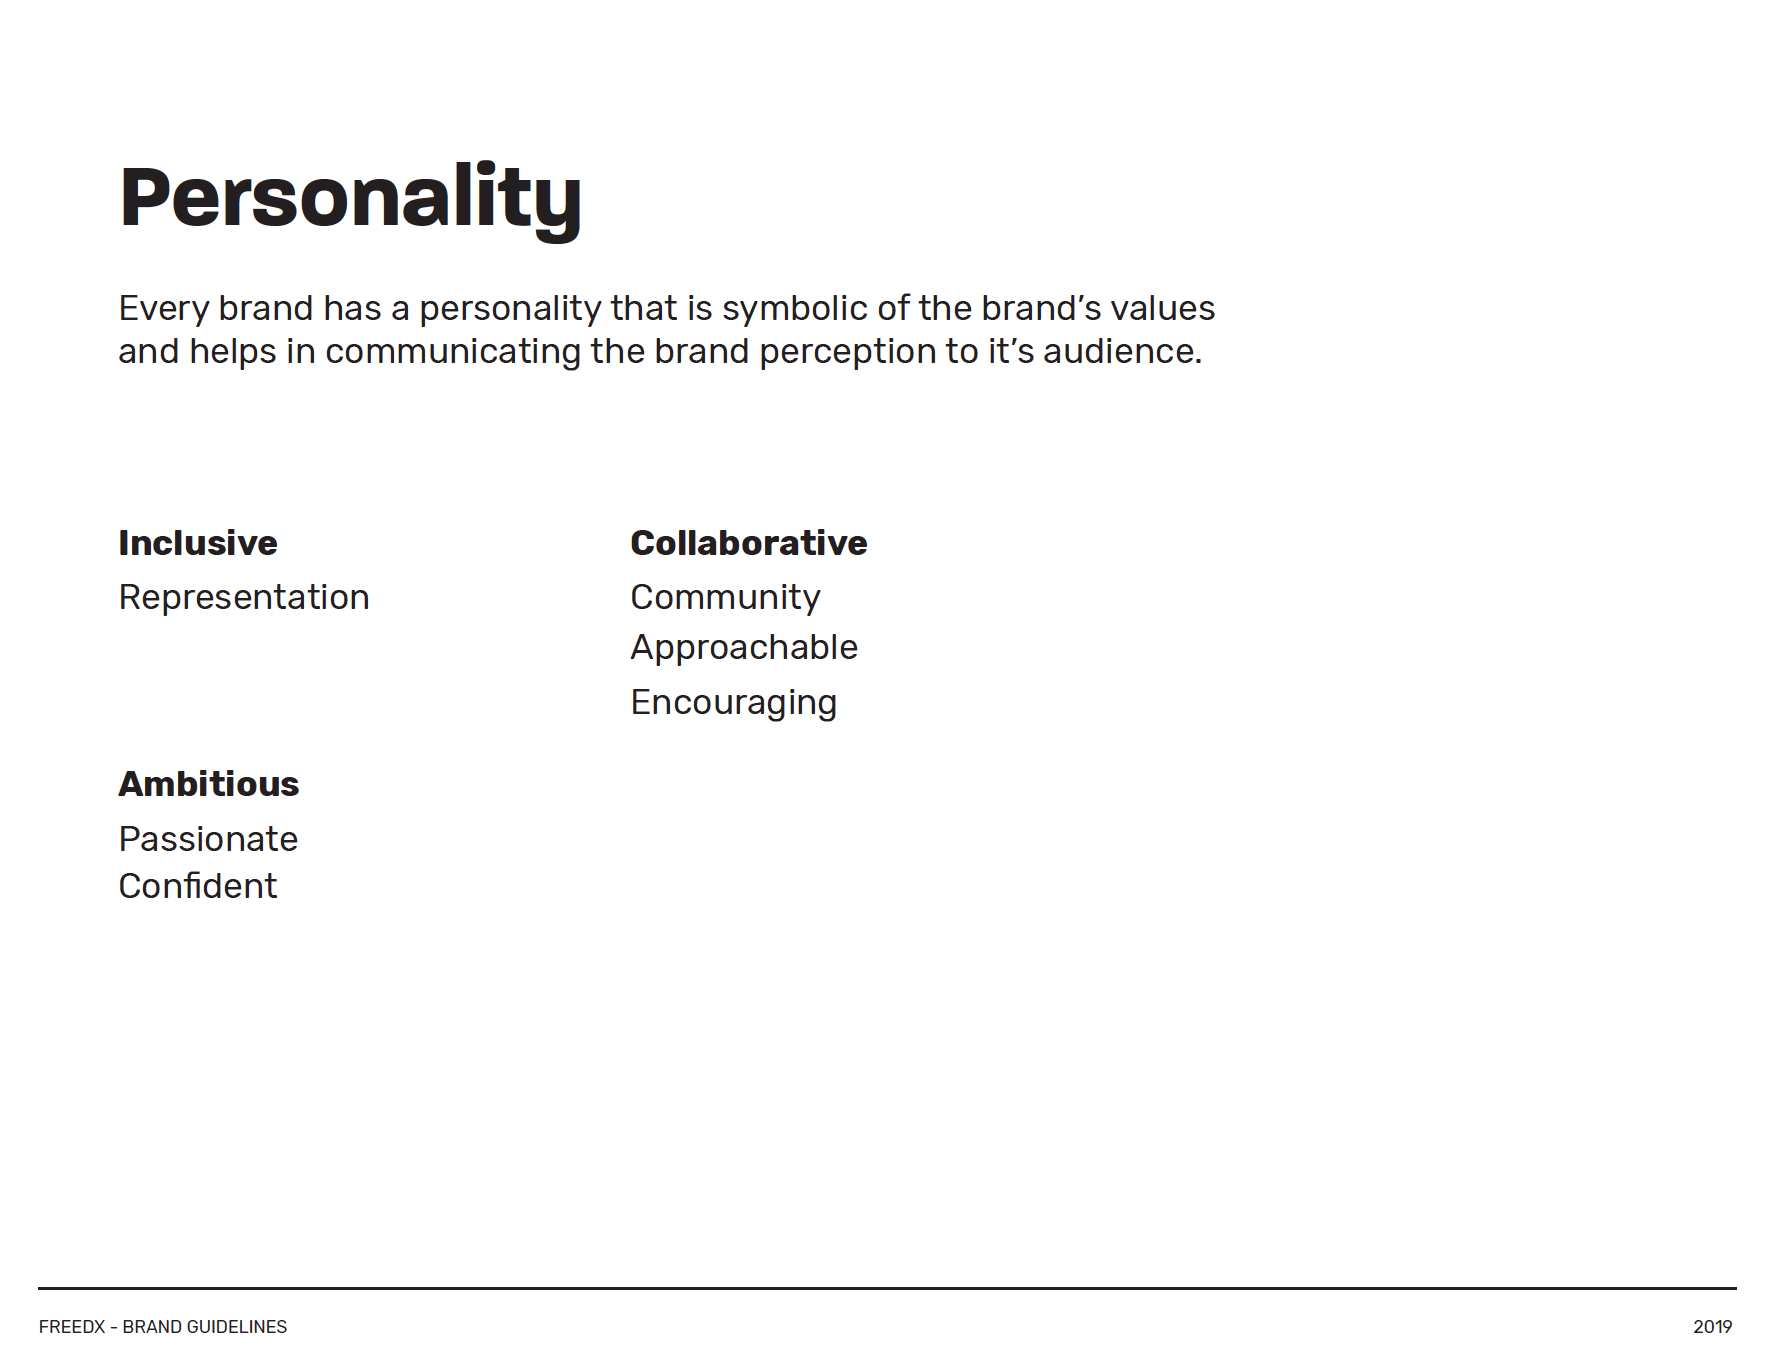 Personality
Every brand has a personality that is symbolic of the brand’s values
and helps in communicating the brand perception to it’s audience.
Inclusive
Representation
Collaborative
Community
Approachable
Encouraging
Ambitious
Passionate
Confident
FREEDX - BRAND GUIDELINES
2019